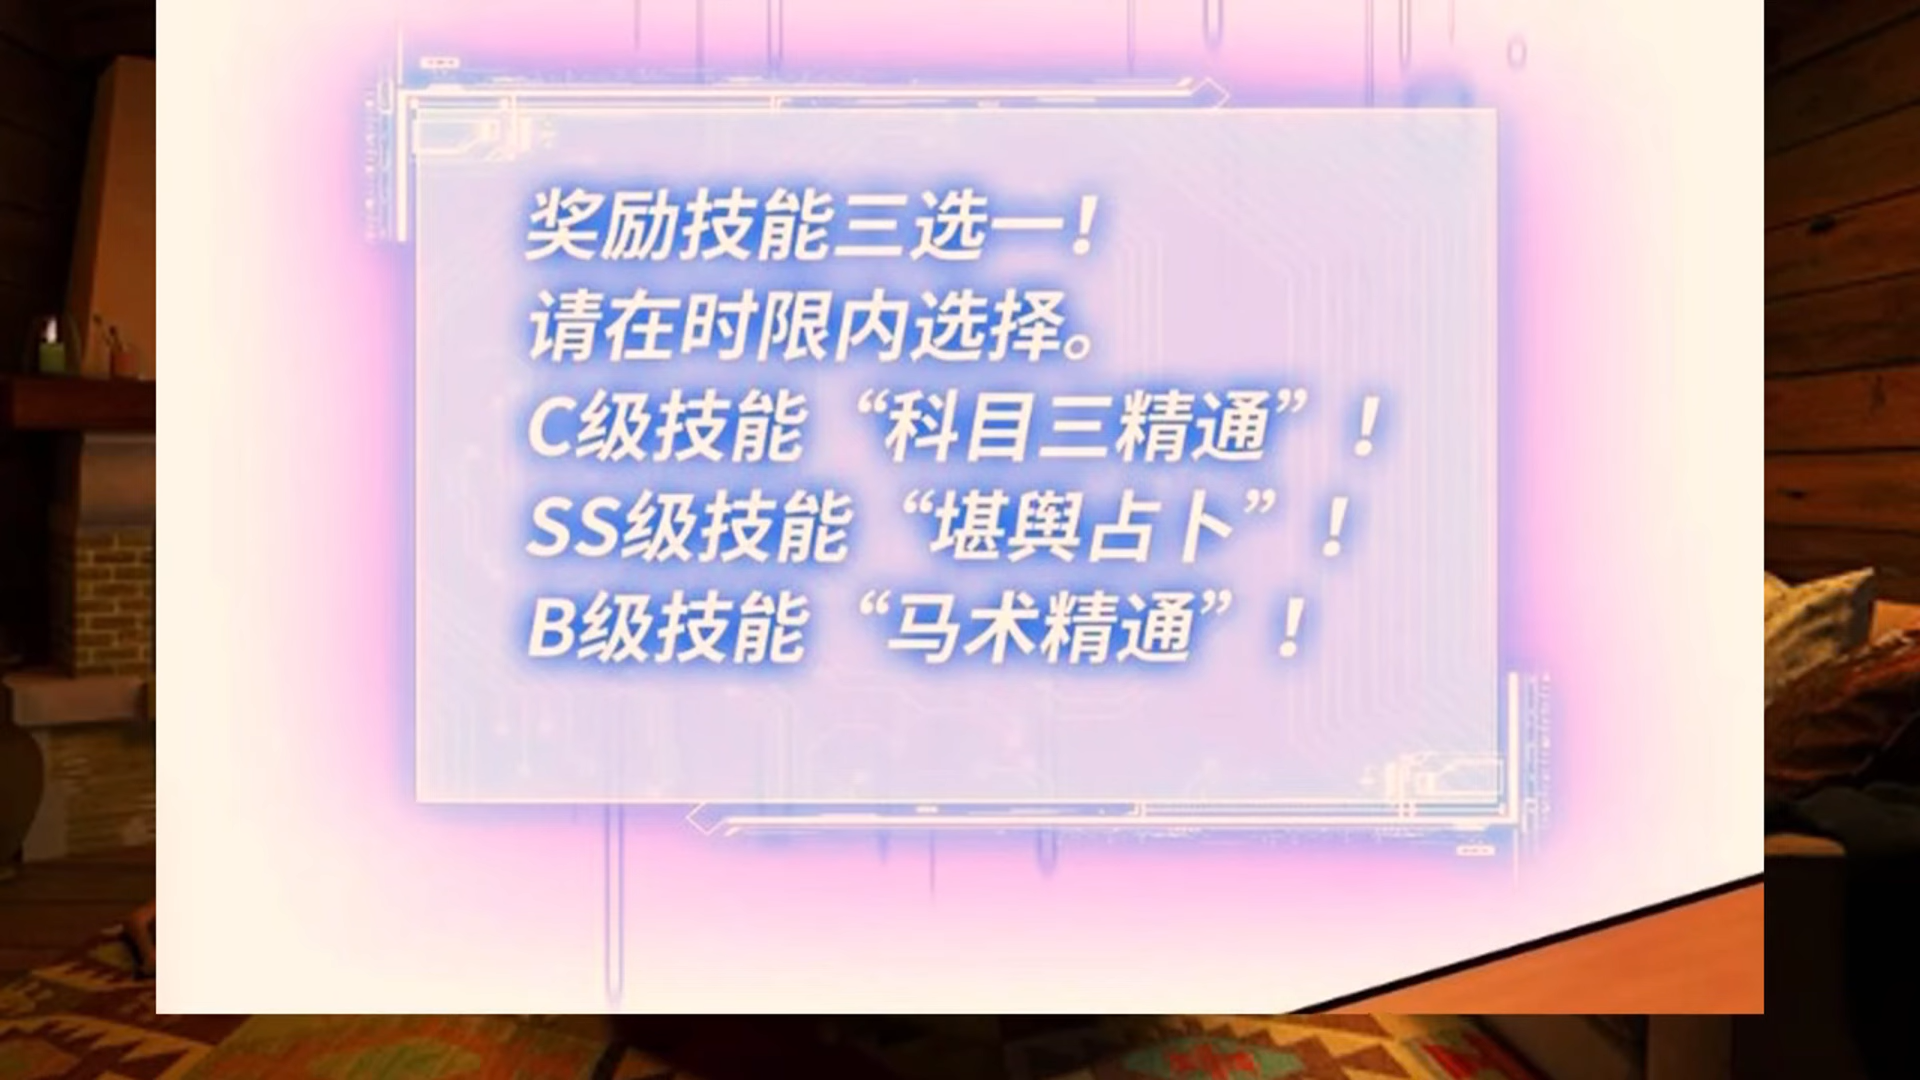 奖励技能三选一！
请在时限内选择。
C级技能“科目三精通”！
SS级技能“堪舆占卜”！
B级技能“马术精通”！